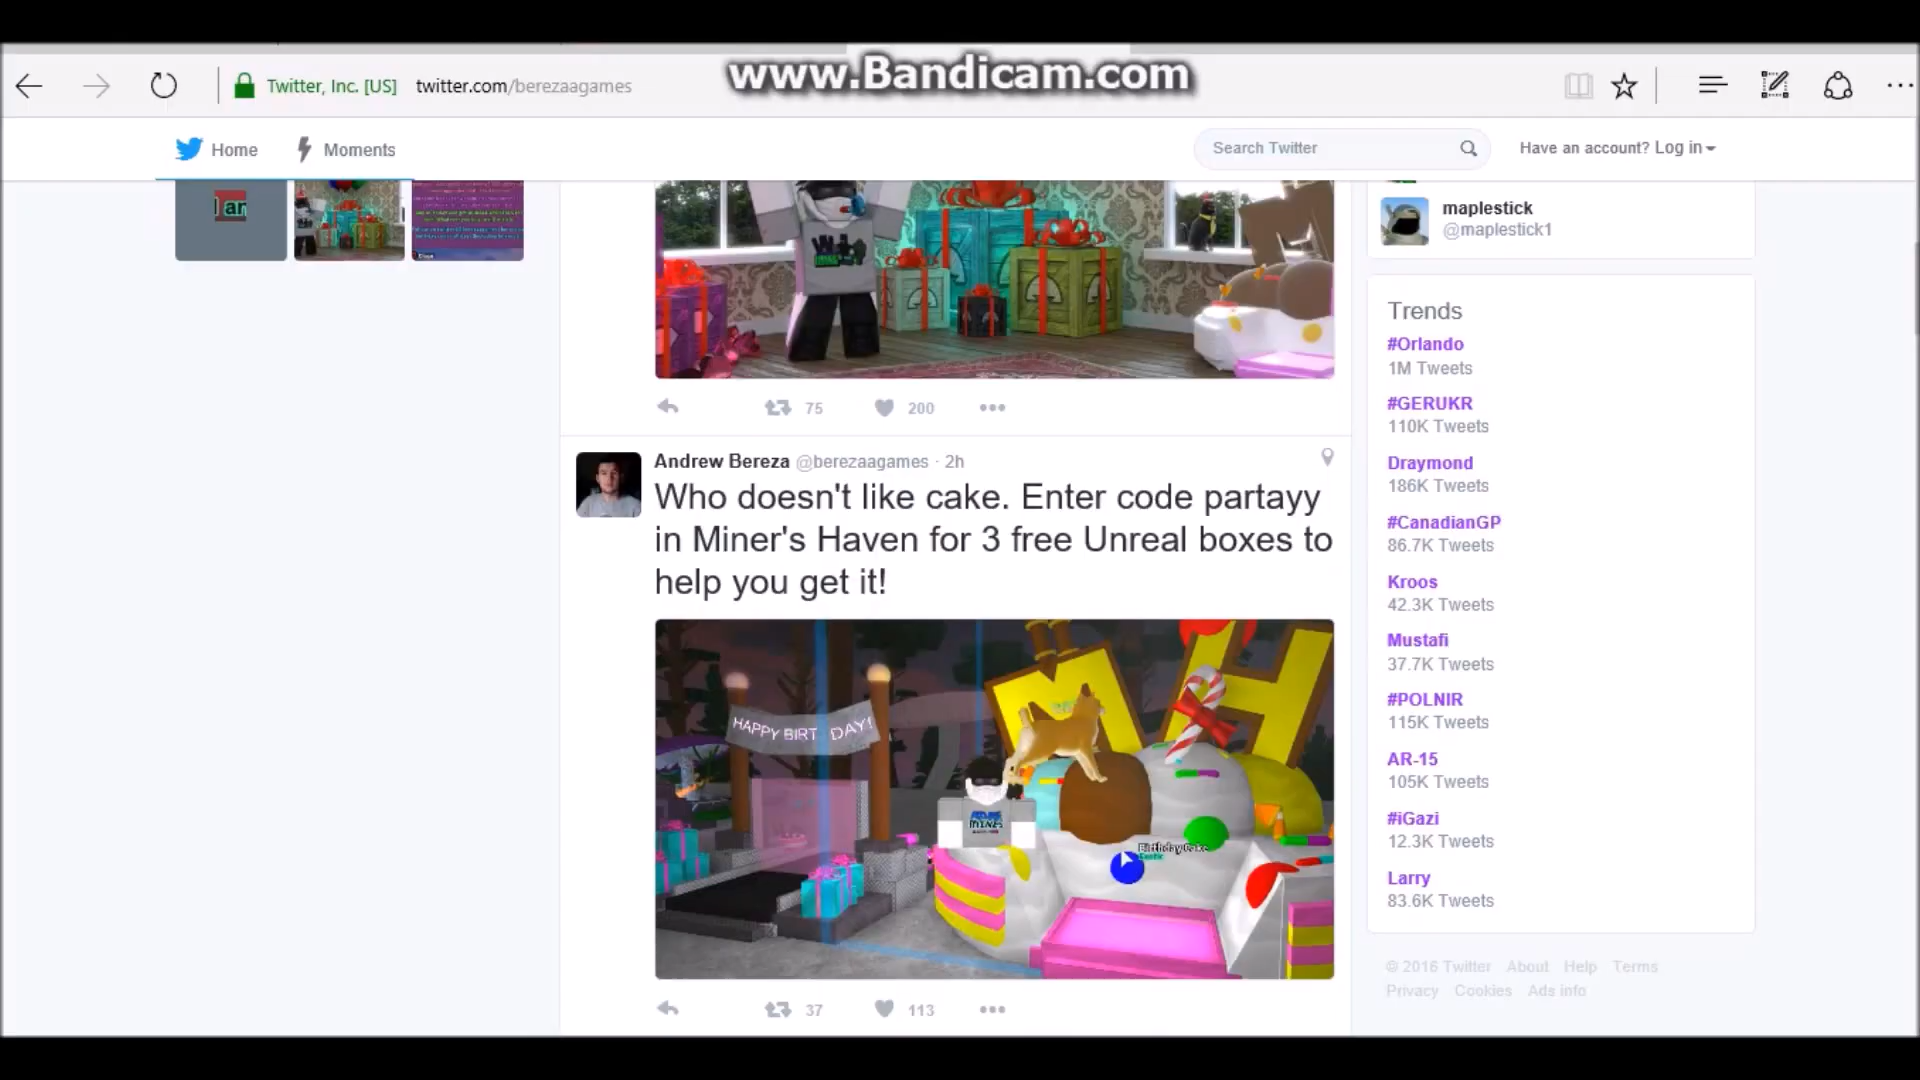 www.Bandicam.com
Twitter, Inc. [US] twitter.com/berezaagames
Home Moments
Search Twitter
Have an account? Log in
maplestick
@maplestick1
75 200
Andrew Bereza @berezaagames · 2h
Who doesn't like cake. Enter code partayy
in Miner's Haven for 3 free Unreal boxes to
help you get it!
HAPPY BIRT DAY!
M H
MINES
Birthday Cake
Exotic
37 113
Trends
#Orlando
1M Tweets
#GERUKR
110K Tweets
Draymond
186K Tweets
#CanadianGP
86.7K Tweets
Kroos
42.3K Tweets
Mustafi
37.7K Tweets
#POLNIR
115K Tweets
AR-15
105K Tweets
#iGazi
12.3K Tweets
Larry
83.6K Tweets
© 2016 Twitter About Help Terms
Privacy Cookies Ads info